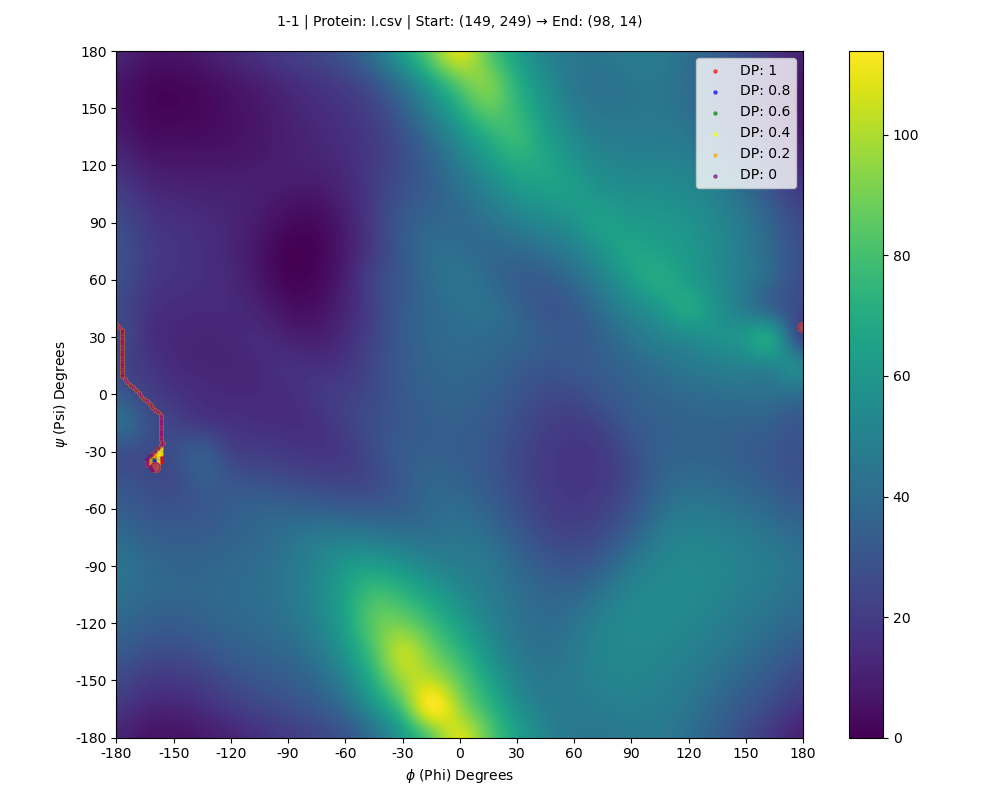 1-1 | Protein: I.csv | Start: (149, 249) → End: (98, 14)
DP: 1
DP: 0.8
DP: 0.6
DP: 0.4
DP: 0.2
DP: 0
180
150
120
90
60
30
0
-30
-60
-90
-120
-150
-180
ψ (Psi) Degrees
-180 -150 -120 -90 -60 -30 0 30 60 90 120 150 180
ϕ (Phi) Degrees
100
80
60
40
20
0